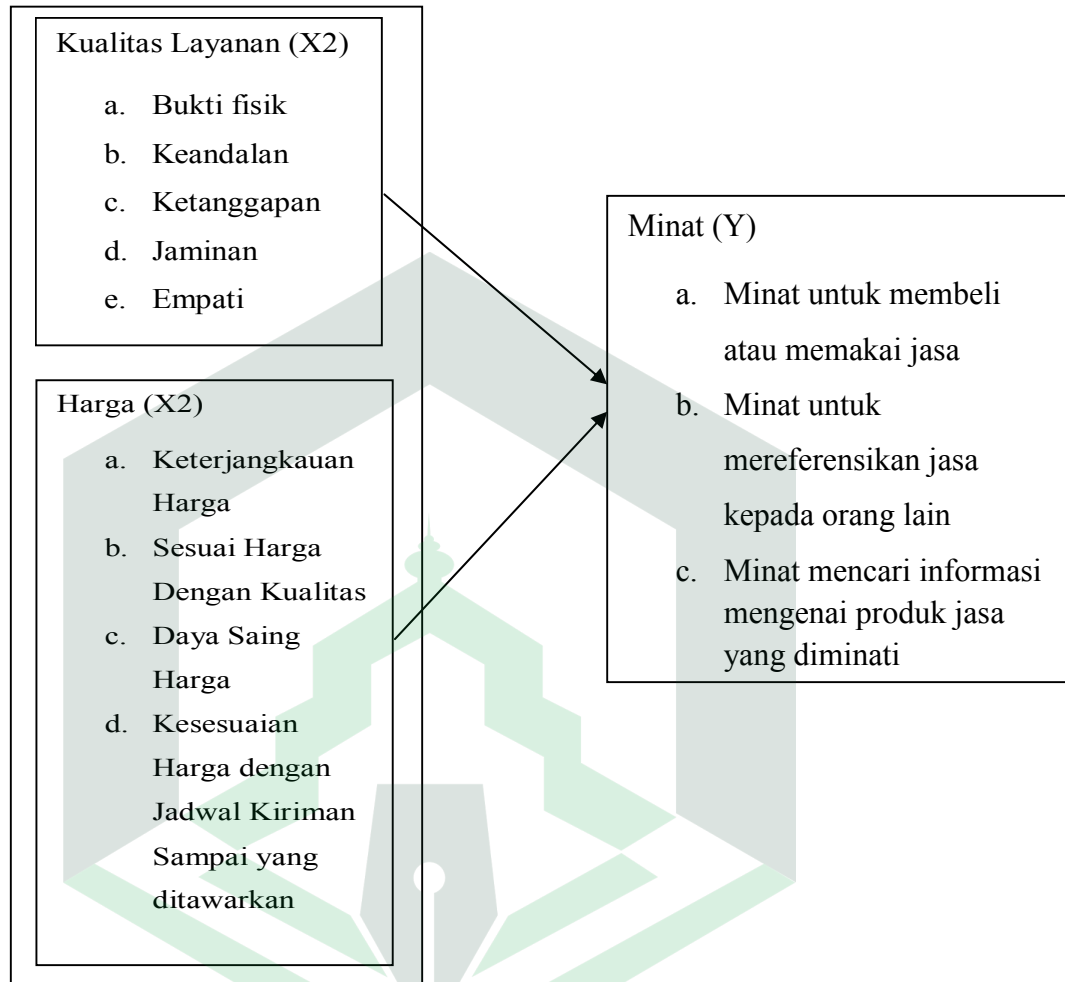 Kualitas Layanan (X2)
a. Bukti fisik
b. Keandalan
c. Ketanggapan
d. Jaminan
e. Empati
Harga (X2)
a. Keterjangkauan
Harga
b. Sesuai Harga
Dengan Kualitas
c. Daya Saing
Harga
d. Kesesuaian
Harga dengan
Jadwal Kiriman
Sampai yang
ditawarkan
Minat (Y)
a. Minat untuk membeli
atau memakai jasa
b. Minat untuk
mereferensikan jasa
kepada orang lain
c. Minat mencari informasi
mengenai produk jasa
yang diminati